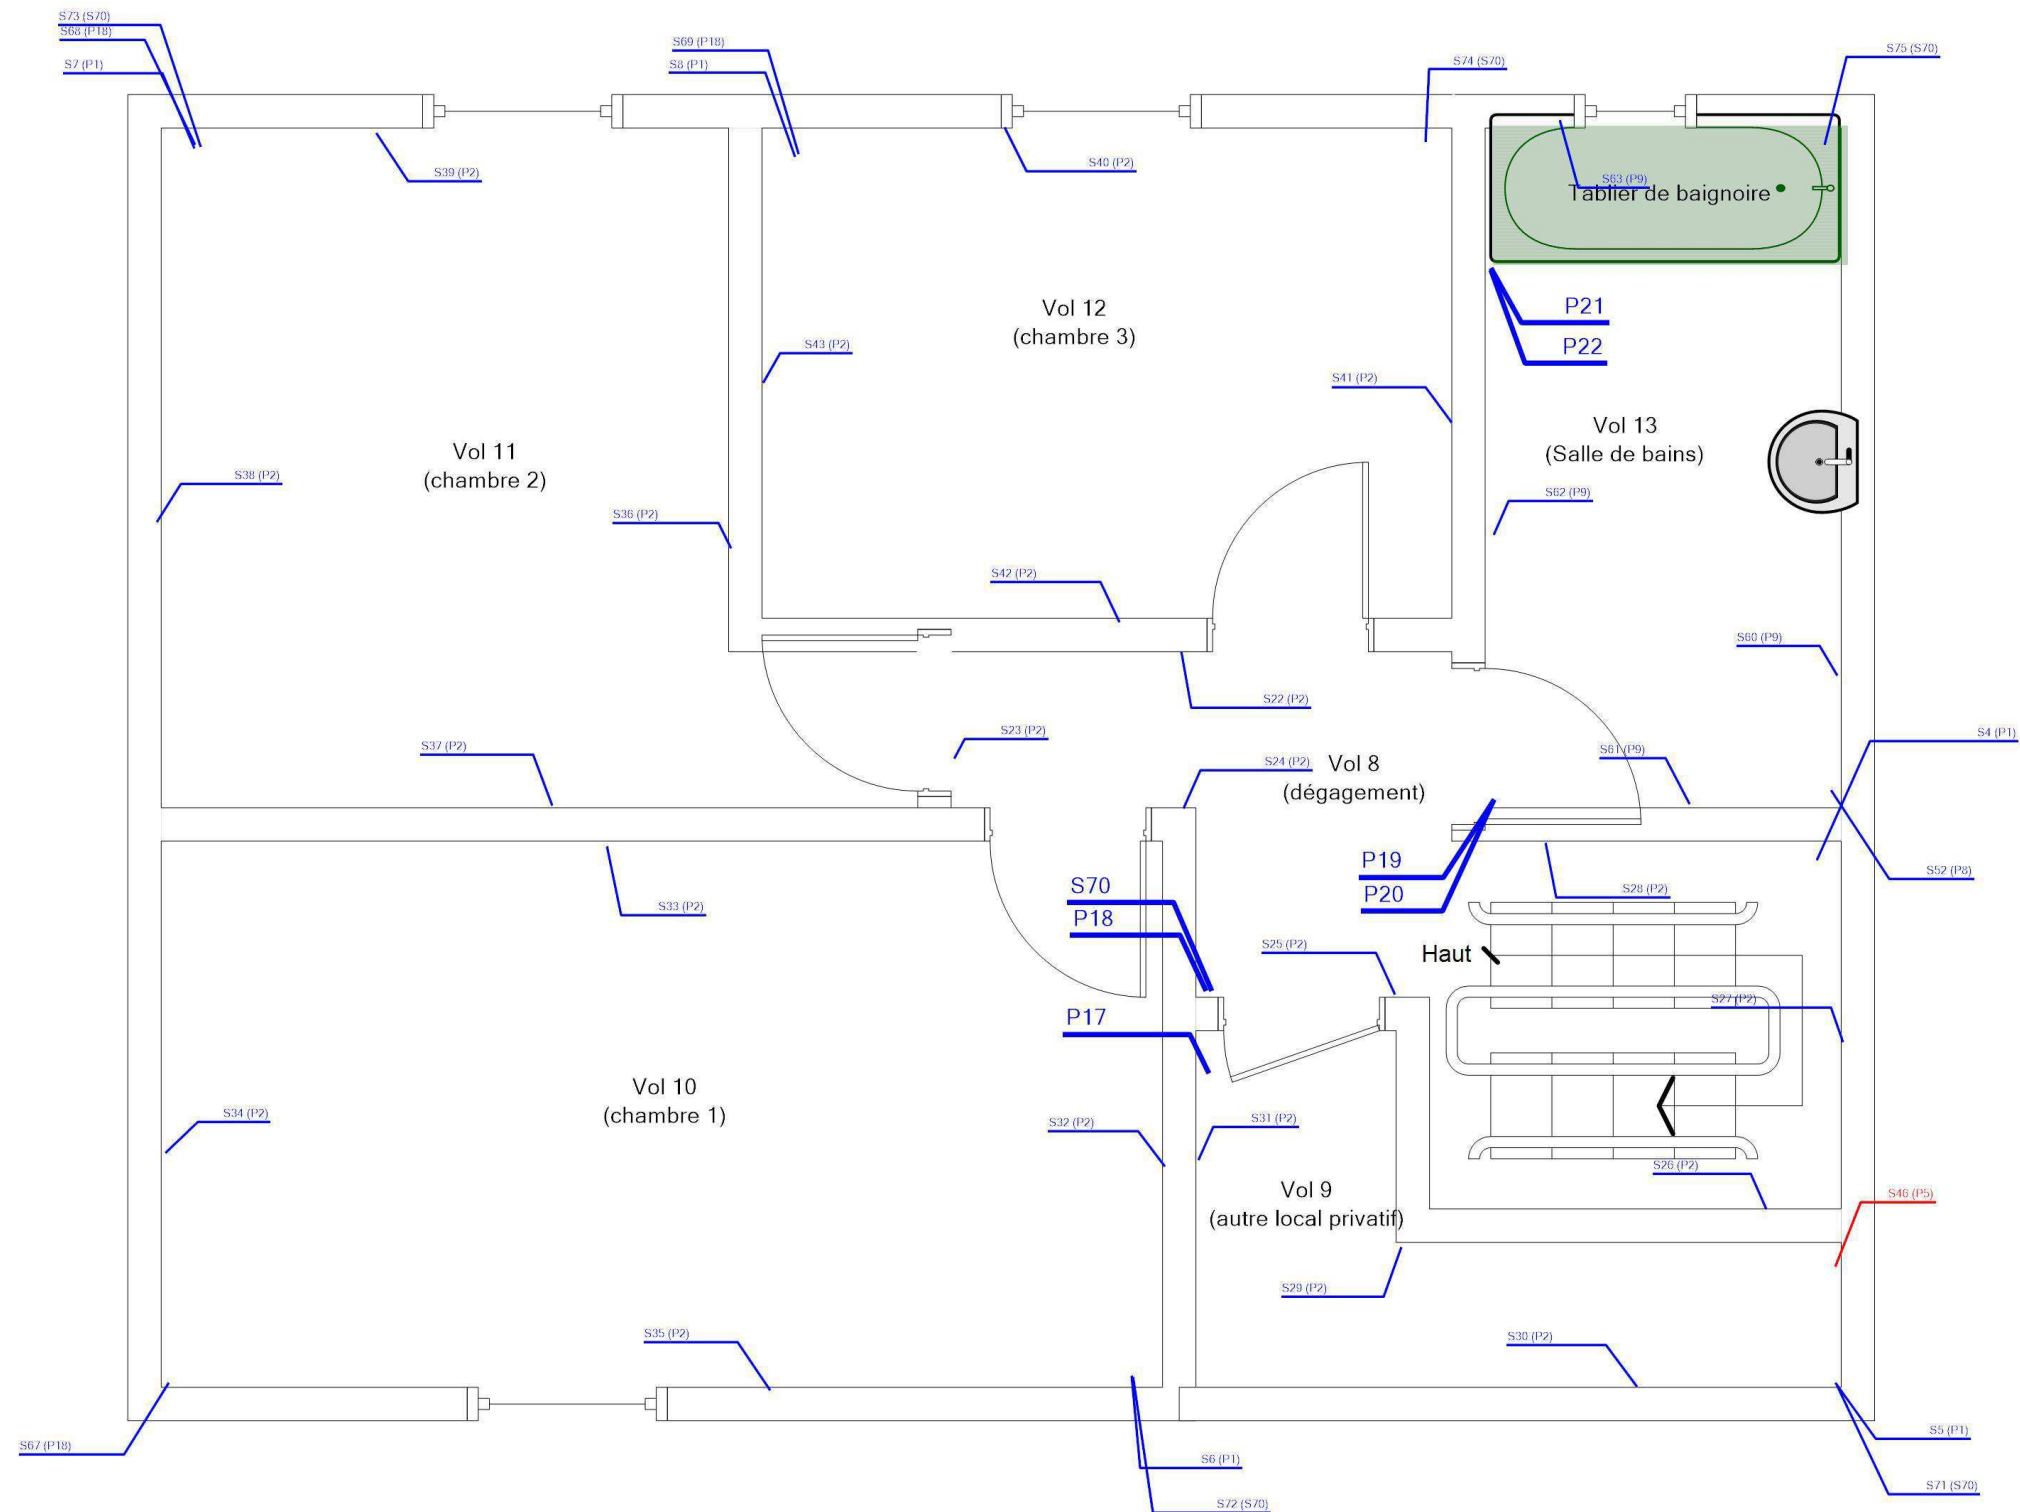 S73 (S70)
S68 (P18)
S7 (P1)
S69 (P18)
S8 (P1)
S74 (S70)
S75 (S70)
S39 (P2)
S40 (P2)
S63 (P9)
Tablier de baignoire
P21
P22
Vol 12
(chambre 3)
S43 (P2)
S41 (P2)
Vol 11
(chambre 2)
Vol 13
(Salle de bains)
S38 (P2)
S36 (P2)
S62 (P9)
S42 (P2)
S60 (P9)
S22 (P2)
S23 (P2)
S37 (P2)
S24 (P2)
Vol 8
(dégagement)
S61 (P9)
S4 (P1)
P19
P20
S52 (P8)
S28 (P2)
S70
P18
S33 (P2)
S25 (P2)
Haut
S27 (P2)
P17
Vol 10
(chambre 1)
S34 (P2)
S32 (P2)
S31 (P2)
S26 (P2)
Vol 9
(autre local privatif)
S46 (P5)
S29 (P2)
S35 (P2)
S30 (P2)
S67 (P18)
S6 (P1)
S5 (P1)
S71 (S70)
S72 (S70)